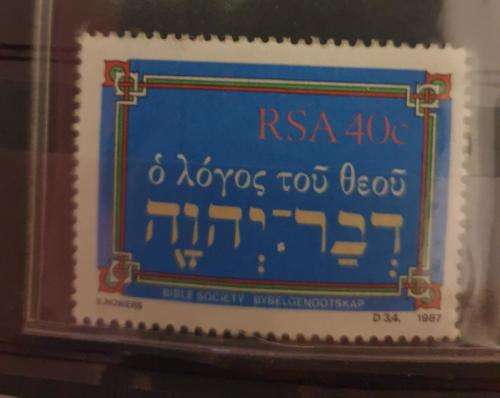 RSA 40c
ὁ λόγος τοῦ θεοῦ
דְּבַר־יְהוָה
BIBLE SOCIETY BYBELGENOOTSKAP
D 3,4. 1987